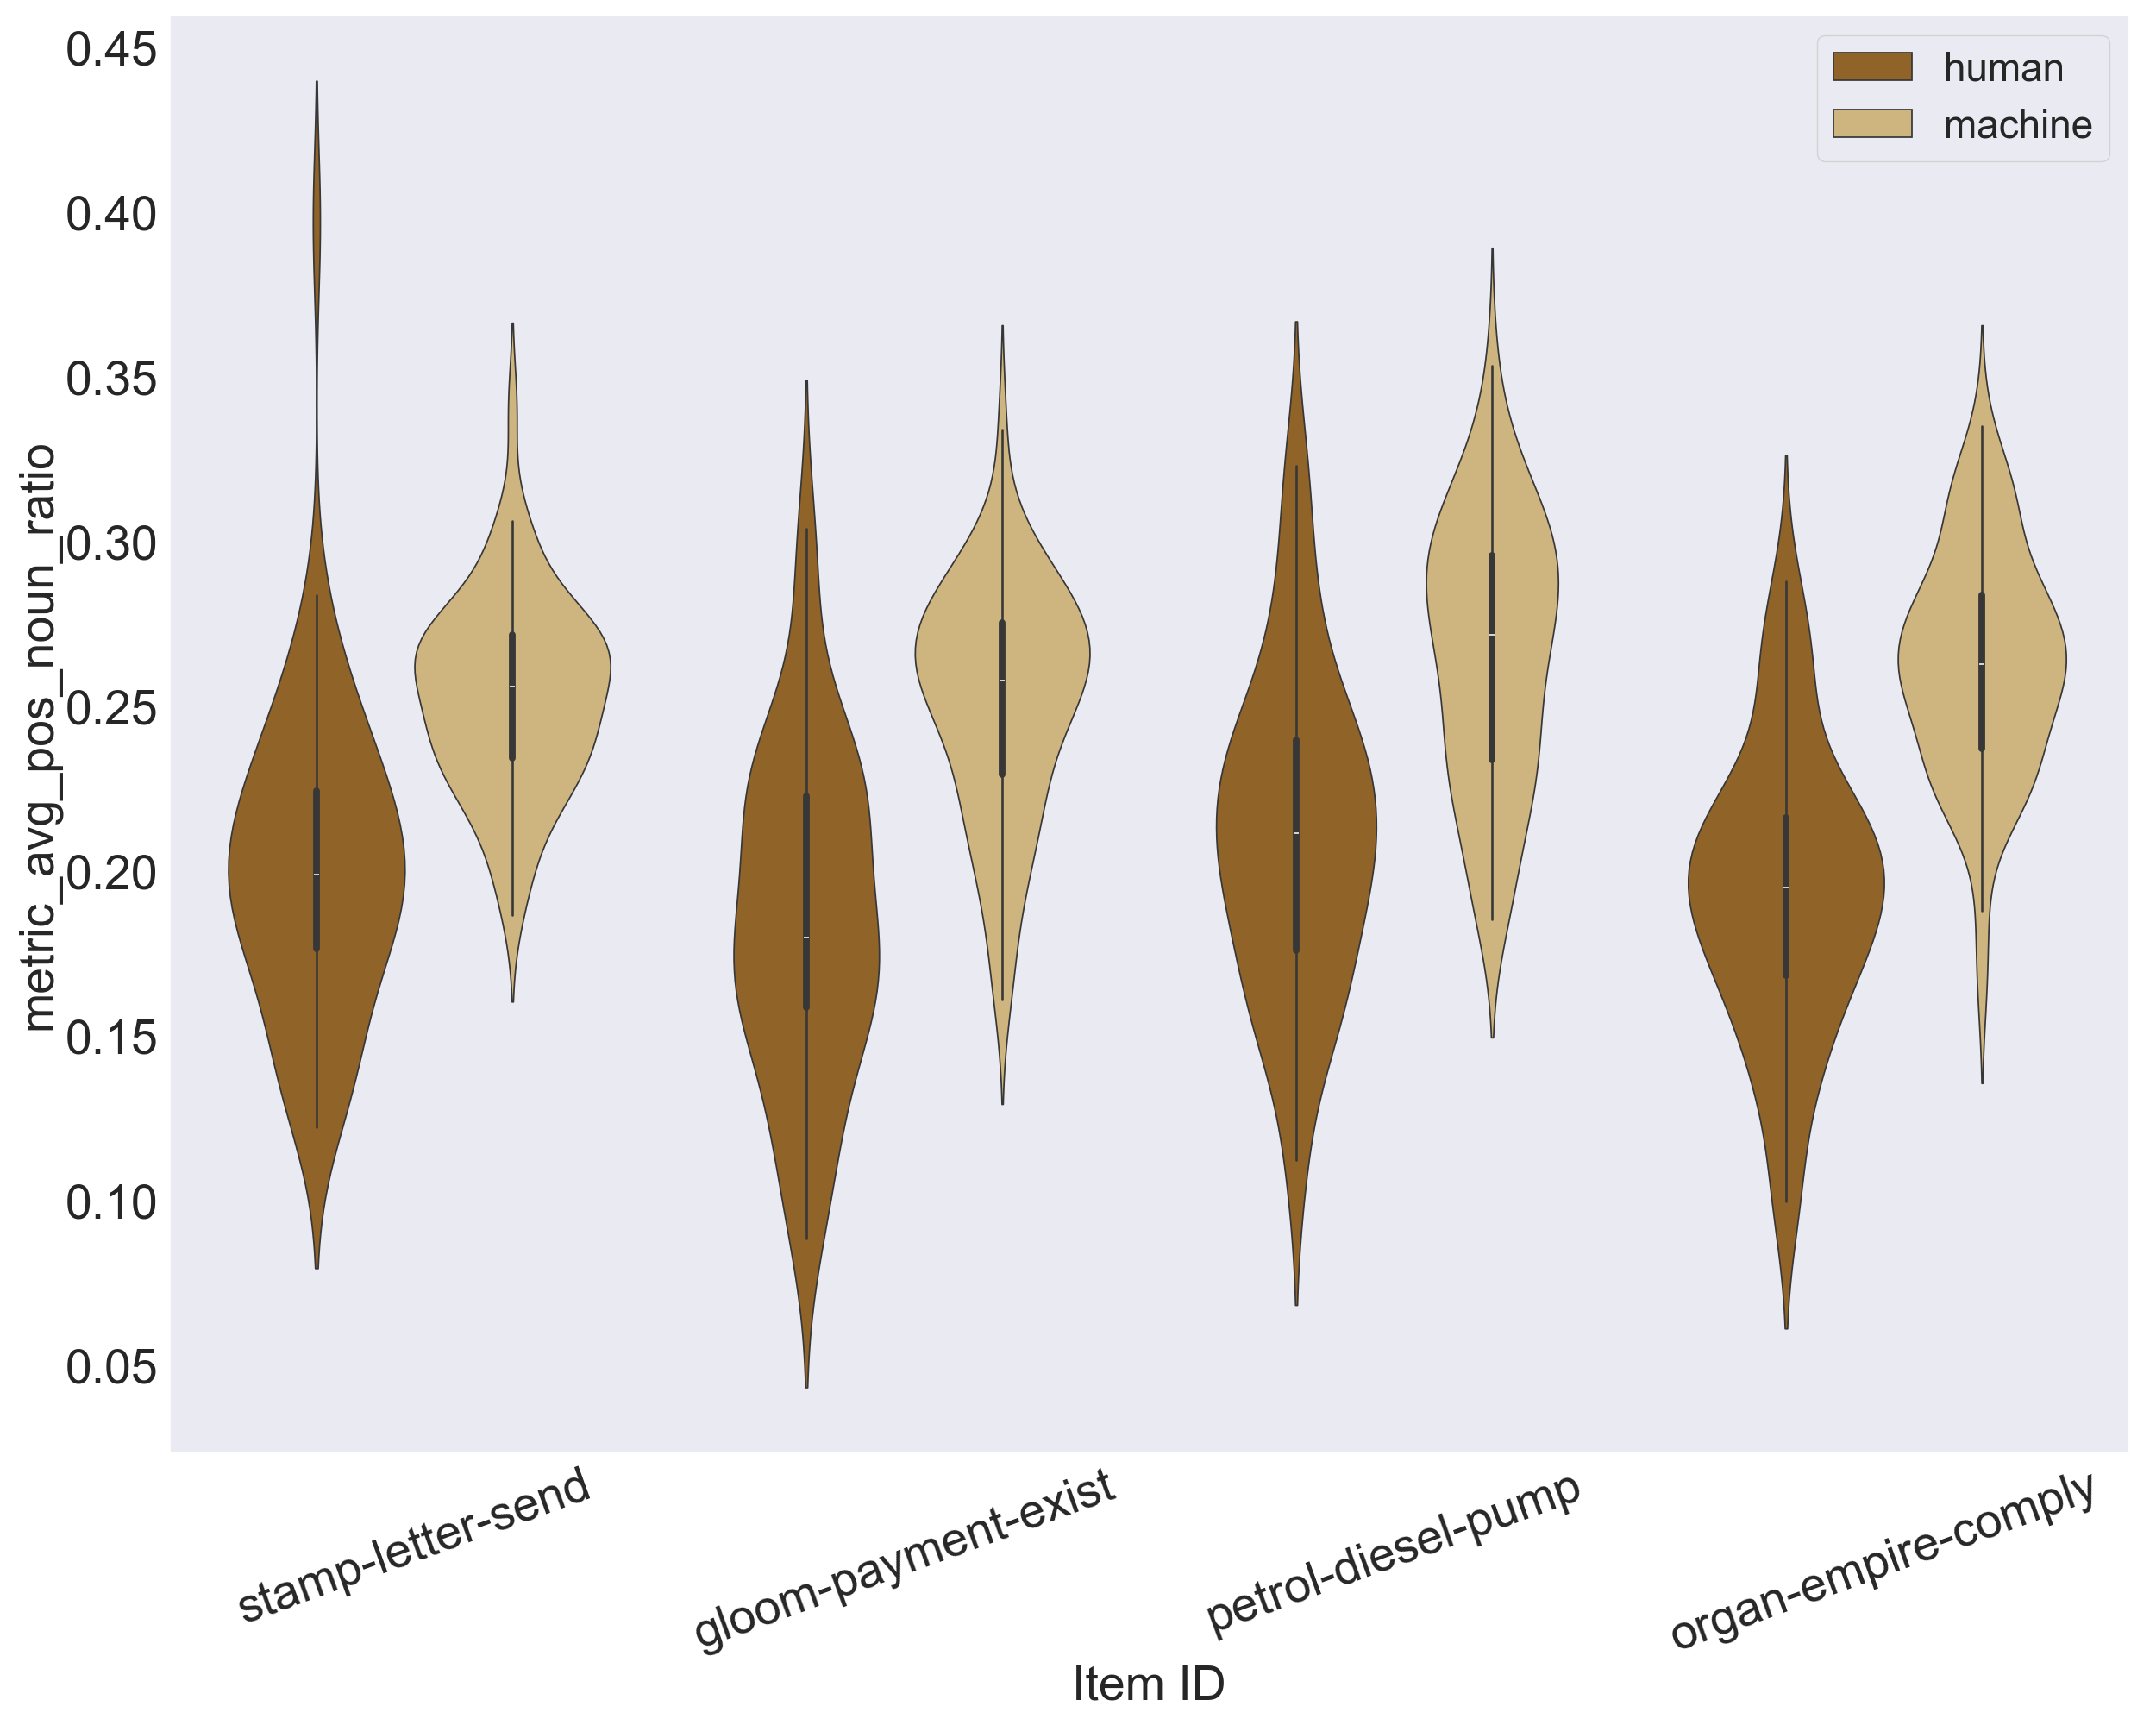 metric_avg_pos_noun_ratio
0.45
0.40
0.35
0.30
0.25
0.20
0.15
0.10
0.05
human
machine
stamp-letter-send
gloom-payment-exist
petrol-diesel-pump
organ-empire-comply
Item ID